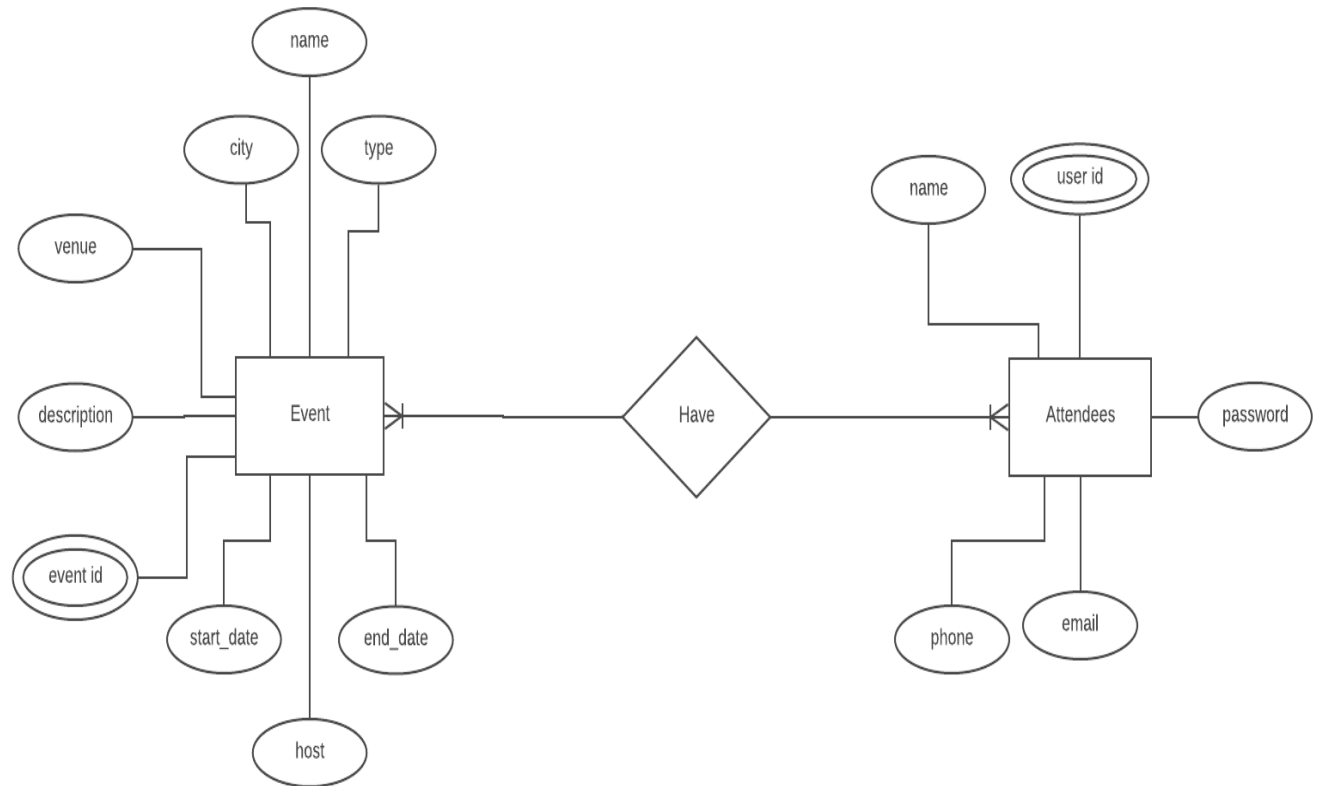 name
city
type
venue
name
user id
description
Event
Have
Attendees
password
event id
start_date
end_date
phone
email
host